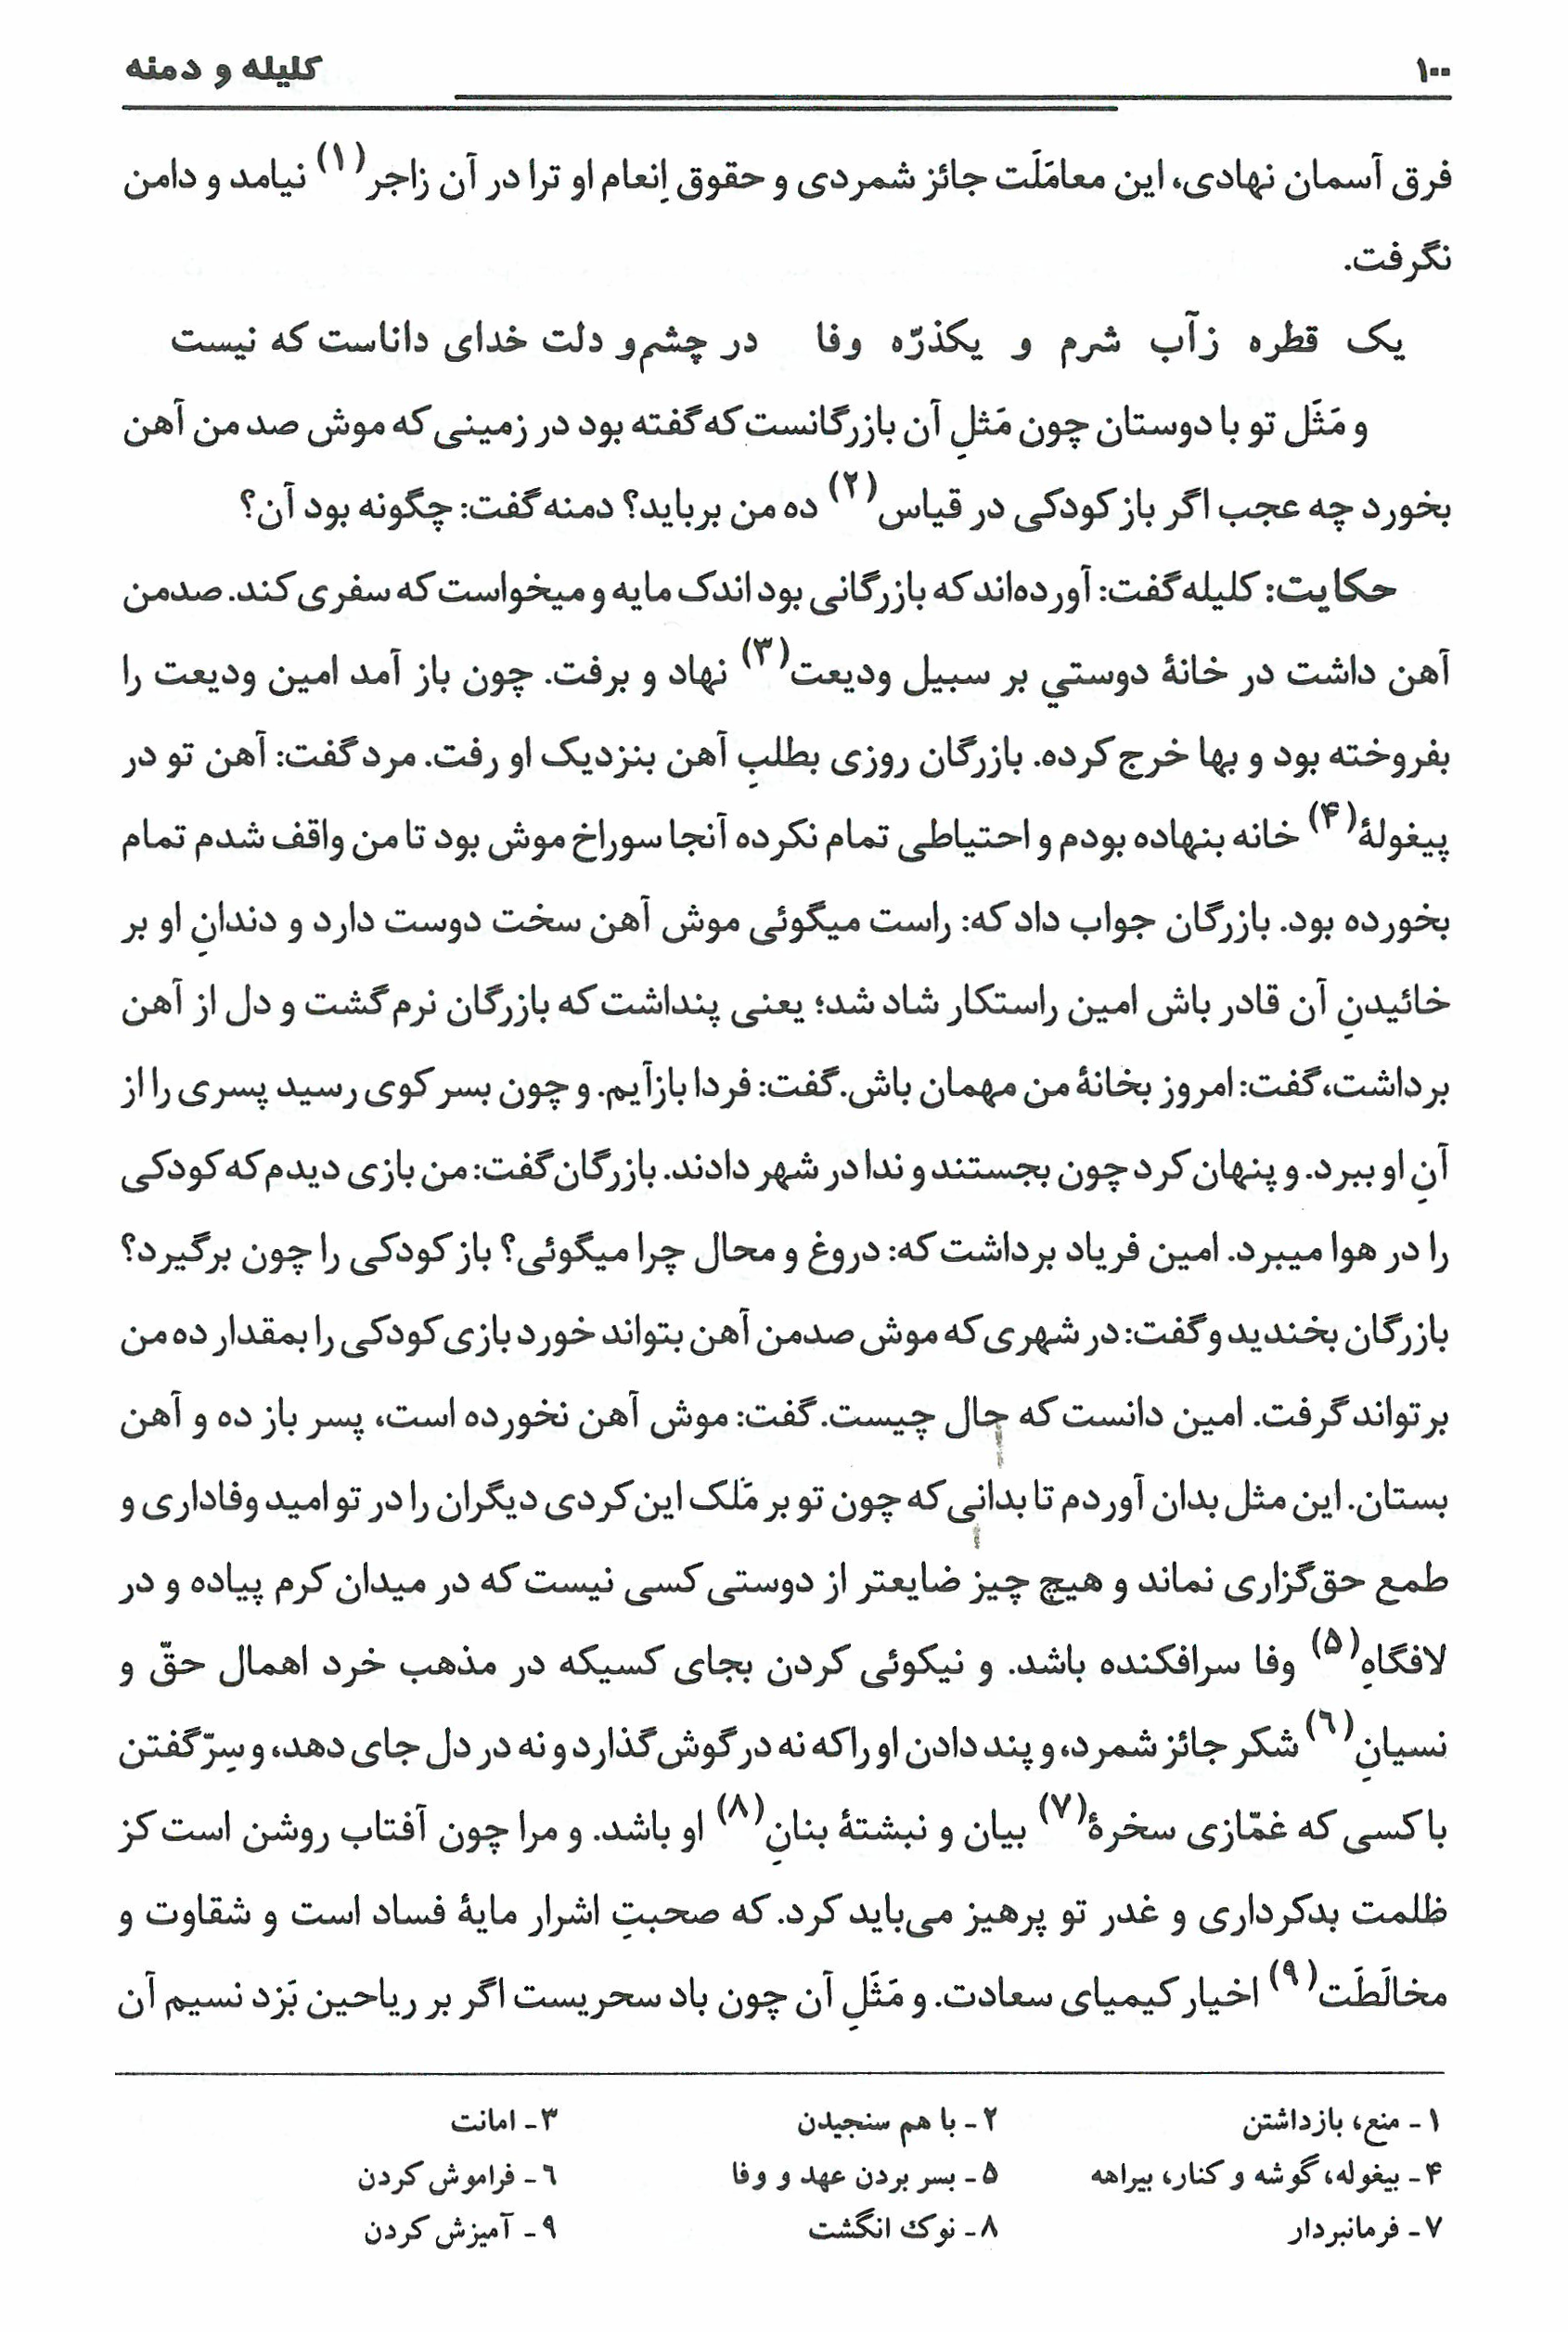 ۱۰۰ کلیله و دمنه
فرق آسمان نهادی، این معامَلَت جائز شمردی و حقوق اِنعام او ترا در آن زاجر(۱) نیامد و دامن
نگرفت.
یک قطره زآب شرم و یکذرّه وفا در چشم‌و دلت خدای داناست که نیست
و مَثَل تو با دوستان چون مَثلِ آن بازرگانست که گفته بود در زمینی که موش صد من آهن
بخورد چه عجب اگر باز کودکی در قیاس(۲) ده من برباید؟ دمنه گفت: چگونه بود آن؟
حکایت: کلیله گفت: آورده‌اند که بازرگانی بود اندک مایه و میخواست که سفری کند. صدمن
آهن داشت در خانهٔ دوستیِ بر سبیل ودیعت(۳) نهاد و برفت. چون باز آمد امین ودیعت را
بفروخته بود و بها خرج کرده. بازرگان روزی بطلبِ آهن بنزدیک او رفت. مرد گفت: آهن تو در
پیغولهٔ(۴) خانه بنهاده بودم و احتیاطی تمام نکرده آنجا سوراخ موش بود تا من واقف شدم تمام
بخورده بود. بازرگان جواب داد که: راست میگوئی موش آهن سخت دوست دارد و دندانِ او بر
خائیدنِ آن قادر باش امین راستکار شاد شد؛ یعنی پنداشت که بازرگان نرم گشت و دل از آهن
برداشت، گفت: امروز بخانهٔ من مهمان باش. گفت: فردا بازآیم. و چون بسر کوی رسید پسری را از
آنِ او ببرد. و پنهان کرد چون بجستند و ندا در شهر دادند. بازرگان گفت: من بازی دیدم که کودکی
را در هوا میبرد. امین فریاد برداشت که: دروغ و محال چرا میگوئی؟ باز کودکی را چون برگیرد؟
بازرگان بخندید و گفت: در شهری که موش صدمن آهن بتواند خورد بازی کودکی را بمقدار ده من
برتواند گرفت. امین دانست که حال چیست. گفت: موش آهن نخورده است، پسر باز ده و آهن
بستان. این مثل بدان آوردم تا بدانی که چون تو بر مَلک این کردی دیگران را در تو امید وفاداری و
طمع حق‌گزاری نماند و هیچ چیز ضایعتر از دوستی کسی نیست که در میدان کرم پیاده و در
لافگاهِ(۵) وفا سرافکنده باشد. و نیکوئی کردن بجای کسیکه در مذهب خرد اهمال حقّ و
نسیانِ(٦) شکر جائز شمرد، و پند دادن او را که نه در گوش گذارد و نه در دل جای دهد، و سِرّ گفتن
با کسی که غمّازی سخرهٔ(۷) بیان و نبشتهٔ بنانِ(۸) او باشد. و مرا چون آفتاب روشن است کز
ظلمت بدکرداری و غدر تو پرهیز می‌باید کرد. که صحبتِ اشرار مایهٔ فساد است و شقاوت و
مخالَطَت(۹) اخیار کیمیای سعادت. و مَثَلِ آن چون باد سحریست اگر بر ریاحین بَزد نسیم آن
۱ـ منع، بازداشتن ۲ـ با هم سنجیدن ۳ـ امانت
۴ـ بیغوله، گوشه و کنار، بیراهه ۵ـ بسر بردن عهد و وفا ٦ـ فراموش کردن
۷ـ فرمانبردار ۸ـ نوک انگشت ۹ـ آمیزش کردن